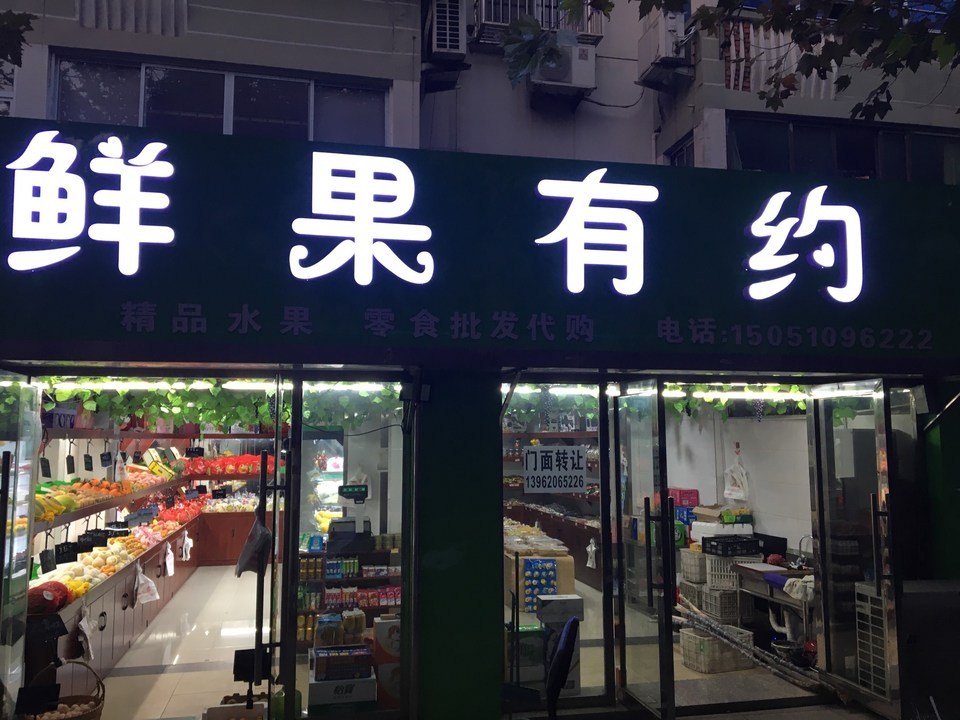 鲜果有约
精品水果 零食批发代购 电话:15051096222
门面转让
13962065226